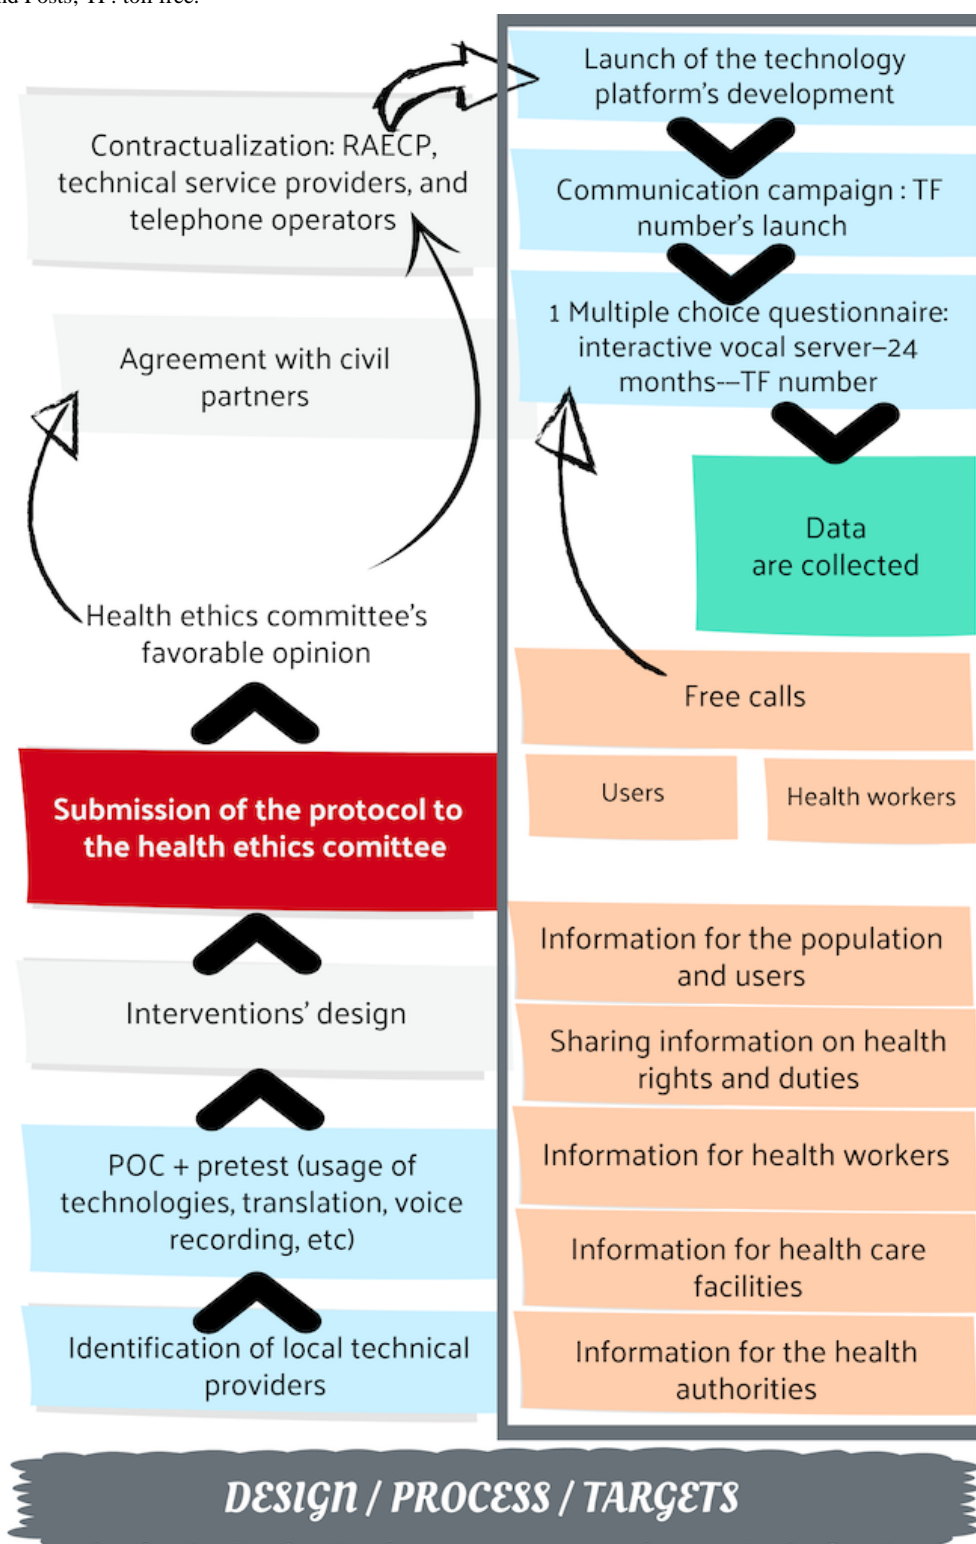 and Posts; TF: toll free.
Contractualization: RAECP,
technical service providers, and
telephone operators
Agreement with civil
partners
Health ethics committee's
favorable opinion
Submission of the protocol to
the health ethics comittee
Interventions' design
POC + pretest (usage of
technologies, translation, voice
recording, etc)
Identification of local technical
providers
Launch of the technology
platform's development
Communication campaign : TF
number's launch
1 Multiple choice questionnaire:
interactive vocal server–24
months-–TF number
Data
are collected
Free calls
Users
Health workers
Information for the population
and users
Sharing information on health
rights and duties
Information for health workers
Information for health care
facilities
Information for the health
authorities
DESIGN / PROCESS / TARGETS